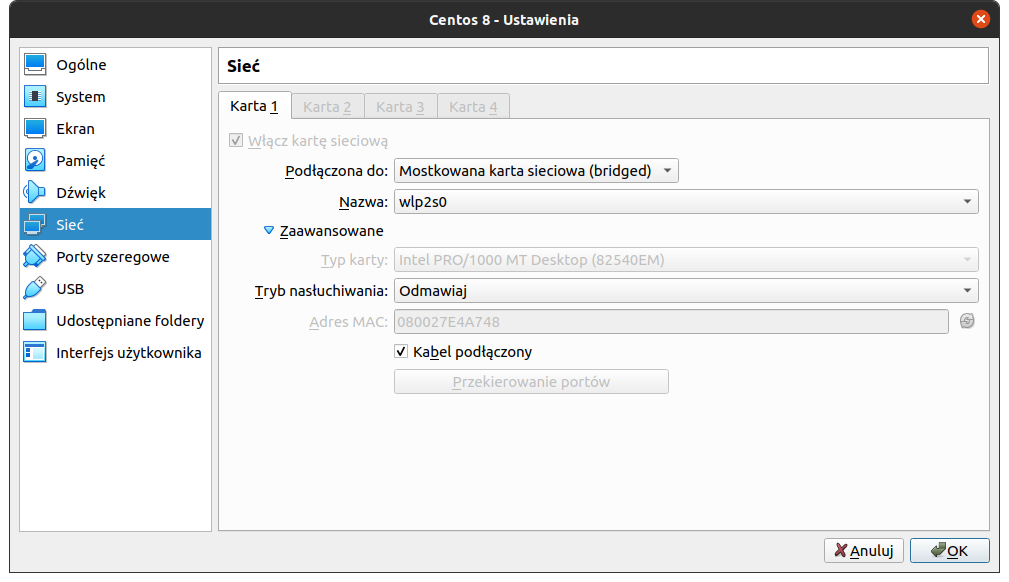 Centos 8 - Ustawienia
Ogólne
System
Ekran
Pamięć
Dźwięk
Sieć
Porty szeregowe
USB
Udostępniane foldery
Interfejs użytkownika
Sieć
Karta 1
Karta 2
Karta 3
Karta 4
Włącz kartę sieciową
Podłączona do: Mostkowana karta sieciowa (bridged)
Nazwa: wlp2s0
Zaawansowane
Typ karty: Intel PRO/1000 MT Desktop (82540EM)
Tryb nasłuchiwania: Odmawiaj
Adres MAC: 080027E4A748
Kabel podłączony
Przekierowanie portów
Anuluj
OK